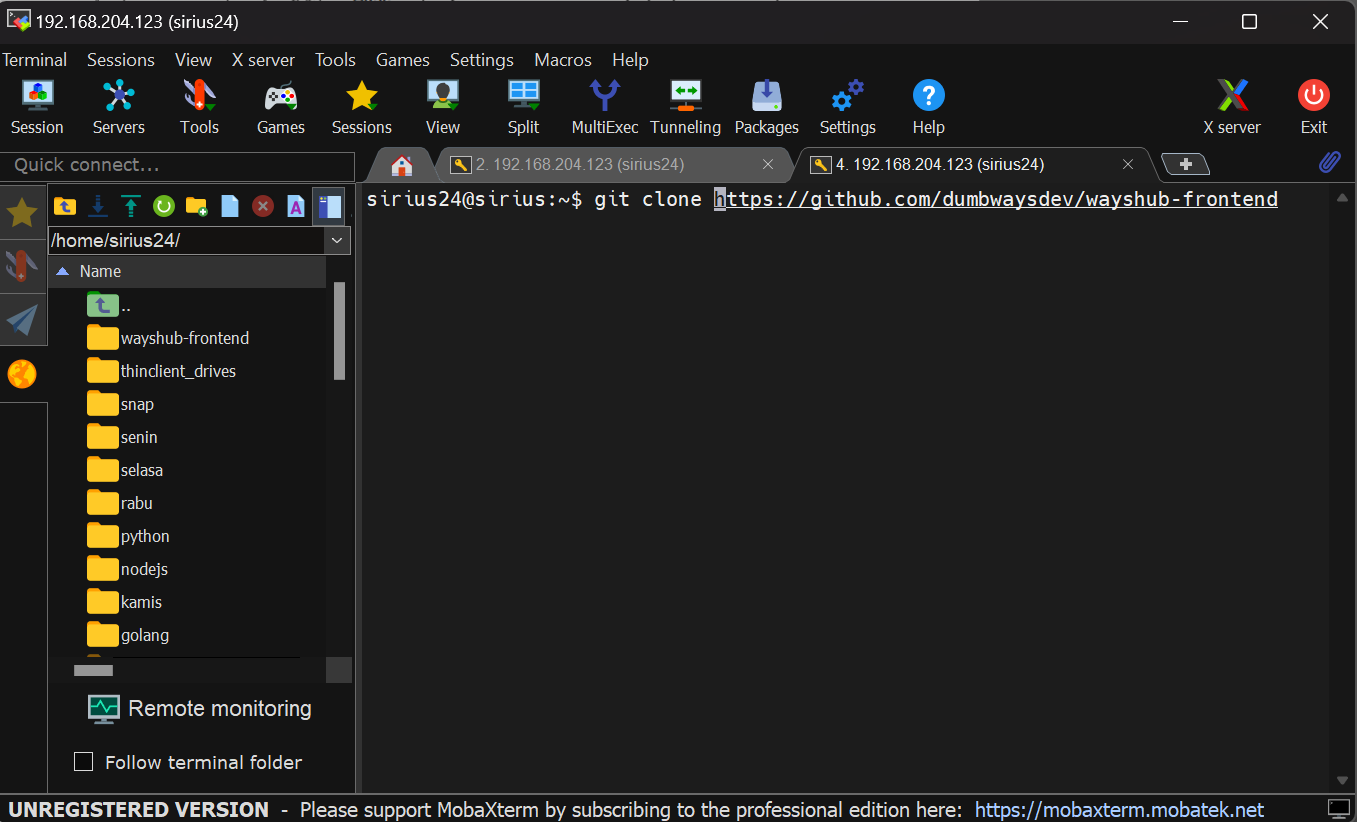 192.168.204.123 (sirius24)
Terminal Sessions View X server Tools Games Settings Macros Help
Session Servers Tools Games Sessions View Split MultiExec Tunneling Packages Settings Help X server Exit
Quick connect...
2. 192.168.204.123 (sirius24)
4. 192.168.204.123 (sirius24)
sirius24@sirius:~$ git clone https://github.com/dumbwaysdev/wayshub-frontend
/home/sirius24/
Name
..
wayshub-frontend
thinclient_drives
snap
senin
selasa
rabu
python
nodejs
kamis
golang
Remote monitoring
Follow terminal folder
UNREGISTERED VERSION - Please support MobaXterm by subscribing to the professional edition here: https://mobaxterm.mobatek.net